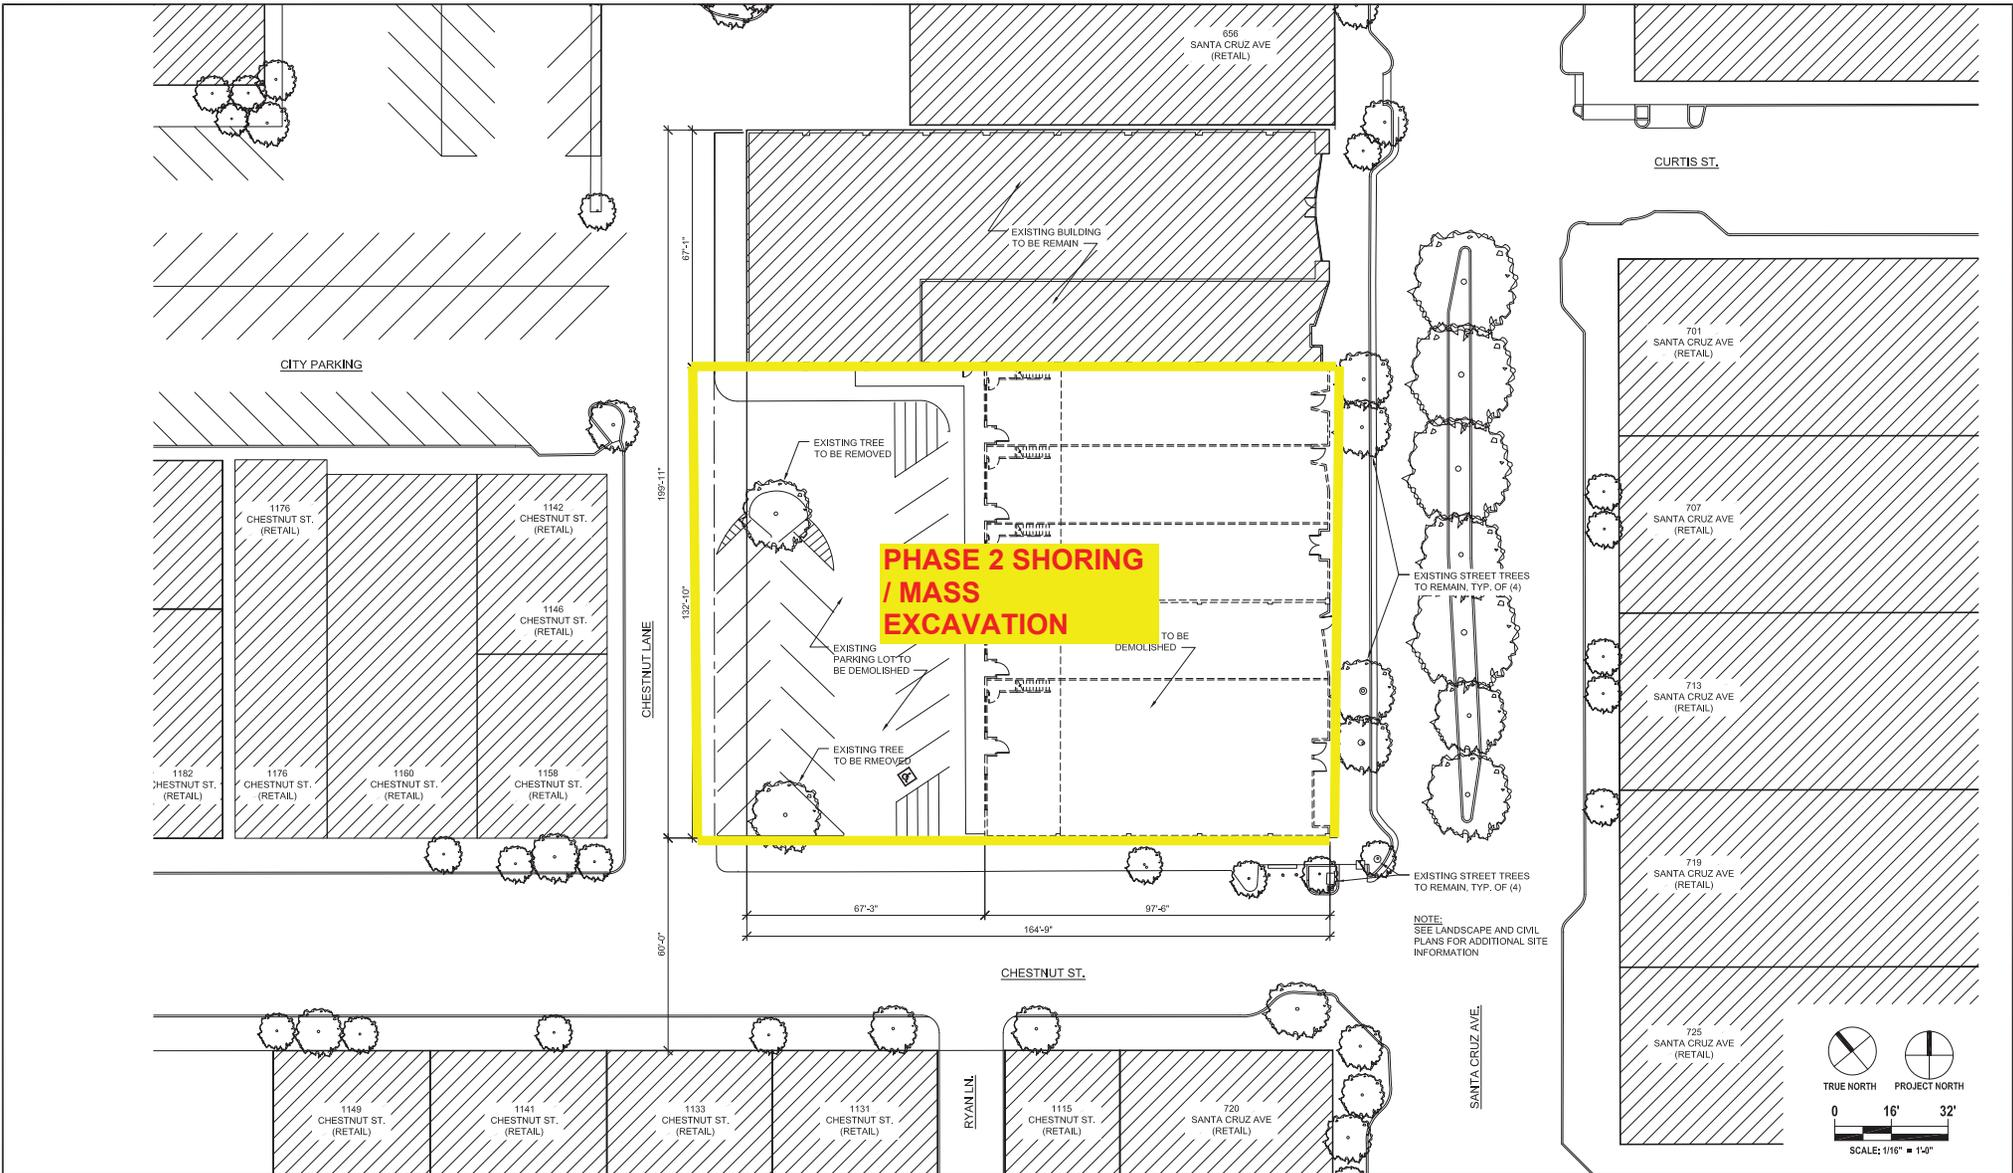 656
SANTA CRUZ AVE
(RETAIL)
CURTIS ST.
67'-1"
EXISTING BUILDING
TO BE REMAIN
CITY PARKING
701
SANTA CRUZ AVE
(RETAIL)
EXISTING TREE
TO BE REMOVED
199'-11"
1176
CHESTNUT ST.
(RETAIL)
1142
CHESTNUT ST.
(RETAIL)
707
SANTA CRUZ AVE
(RETAIL)
PHASE 2 SHORING
/ MASS
EXCAVATION
EXISTING STREET TREES
TO REMAIN, TYP. OF (4)
132'-10"
1146
CHESTNUT ST.
(RETAIL)
CHESTNUT LANE
EXISTING
PARKING LOT TO
BE DEMOLISHED
TO BE
DEMOLISHED
713
SANTA CRUZ AVE
(RETAIL)
EXISTING TREE
TO BE RMEOVED
1182
CHESTNUT ST.
(RETAIL)
1176
CHESTNUT ST.
(RETAIL)
1160
CHESTNUT ST.
(RETAIL)
1158
CHESTNUT ST.
(RETAIL)
719
SANTA CRUZ AVE
(RETAIL)
EXISTING STREET TREES
TO REMAIN, TYP. OF (4)
67'-3"
97'-6"
164'-9"
60'-0"
NOTE:
SEE LANDSCAPE AND CIVIL
PLANS FOR ADDITIONAL SITE
INFORMATION
CHESTNUT ST.
SANTA CRUZ AVE.
725
SANTA CRUZ AVE
(RETAIL)
RYAN LN.
1149
CHESTNUT ST.
(RETAIL)
1141
CHESTNUT ST.
(RETAIL)
1133
CHESTNUT ST.
(RETAIL)
1131
CHESTNUT ST.
(RETAIL)
1115
CHESTNUT ST.
(RETAIL)
720
SANTA CRUZ AVE
(RETAIL)
TRUE NORTH
PROJECT NORTH
0 16' 32'
SCALE: 1/16" = 1'-0"